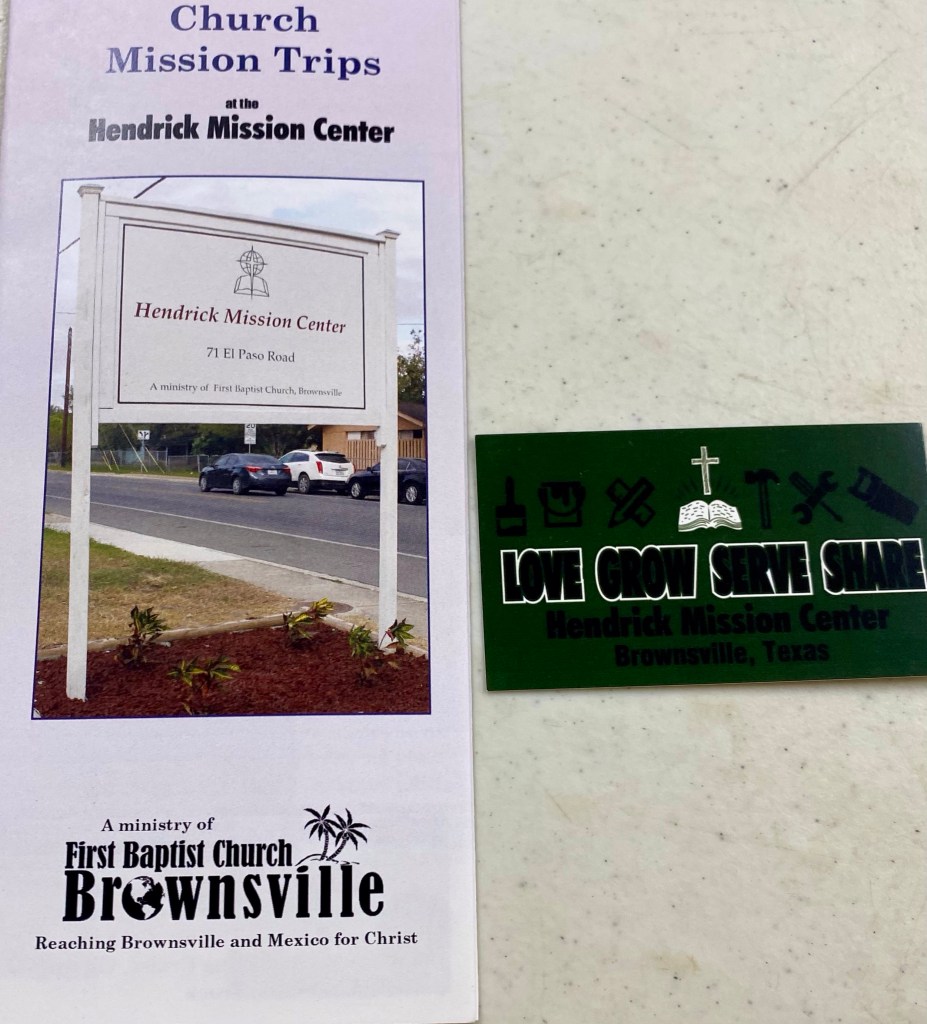 Church
Mission Trips
at the
Hendrick Mission Center
Hendrick Mission Center
71 El Paso Road
A ministry of First Baptist Church, Brownsville
20
A ministry of
First Baptist Church
Brownsville
Reaching Brownsville and Mexico for Christ
LOVE GROW SERVE SHARE
Hendrick Mission Center
Brownsville, Texas